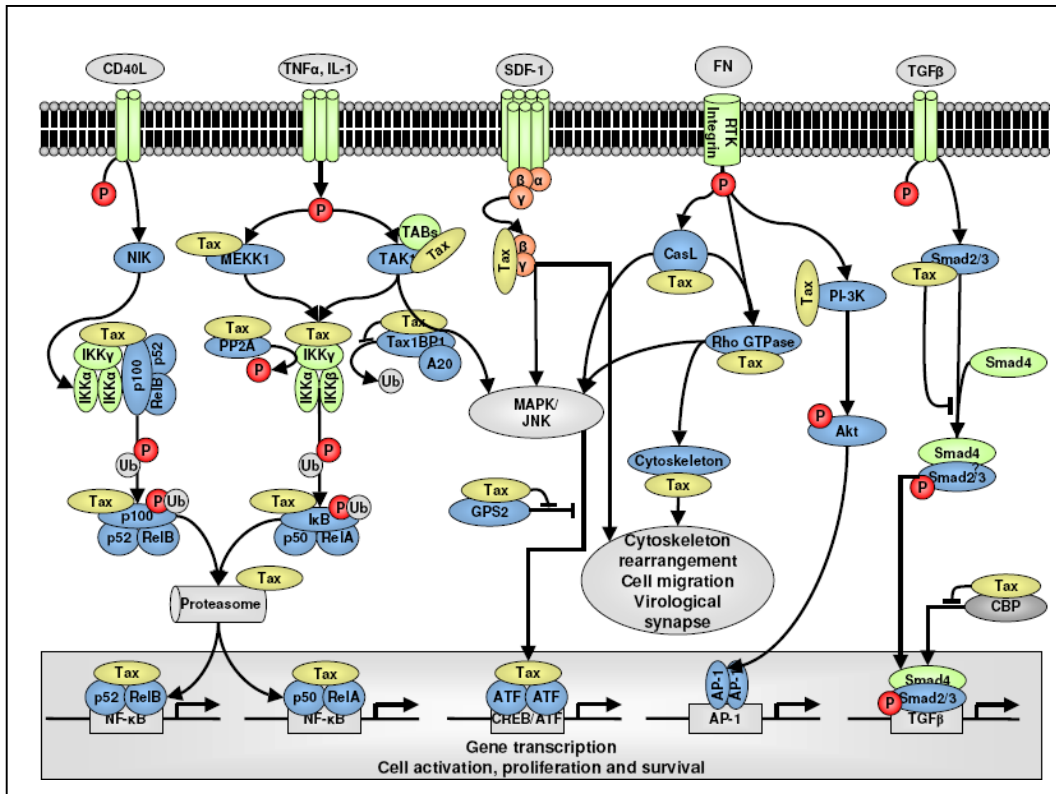 CD40L
TNFα, IL-1
SDF-1
FN
TGFβ
RTK
Integrin
P
P
P
P
β α
γ
NIK
Tax
MEKK1
TABs
TAK1
Tax
Tax
β
γ
CasL
Tax
Tax
PI-3K
Smad2/3
Tax
Tax
IKKγ
IKKα
IKKα
p100
p52
RelB
Tax
PP2A
P
Tax
IKKγ
IKKα
IKKβ
Tax
Tax1BP1
A20
Ub
Rho GTPase
Tax
Smad4
MAPK/
JNK
P
Akt
P
Ub
P
Ub
Cytoskeleton
Tax
Smad4
Smad2/3
?
P
Tax
P Ub
p100
p52 RelB
Tax
P Ub
IκB
p50 RelA
Tax
GPS2
Cytoskeleton
rearrangement
Cell migration
Virological
synapse
Proteasome
Tax
Tax
CBP
Tax
p52 RelB
NF-κB
Tax
p50 RelA
NF-κB
Tax
ATF ATF
CREB/ATF
AP-1
AP-1
AP-1
Smad4
Smad2/3
P
TGFβ
Gene transcription
Cell activation, proliferation and survival